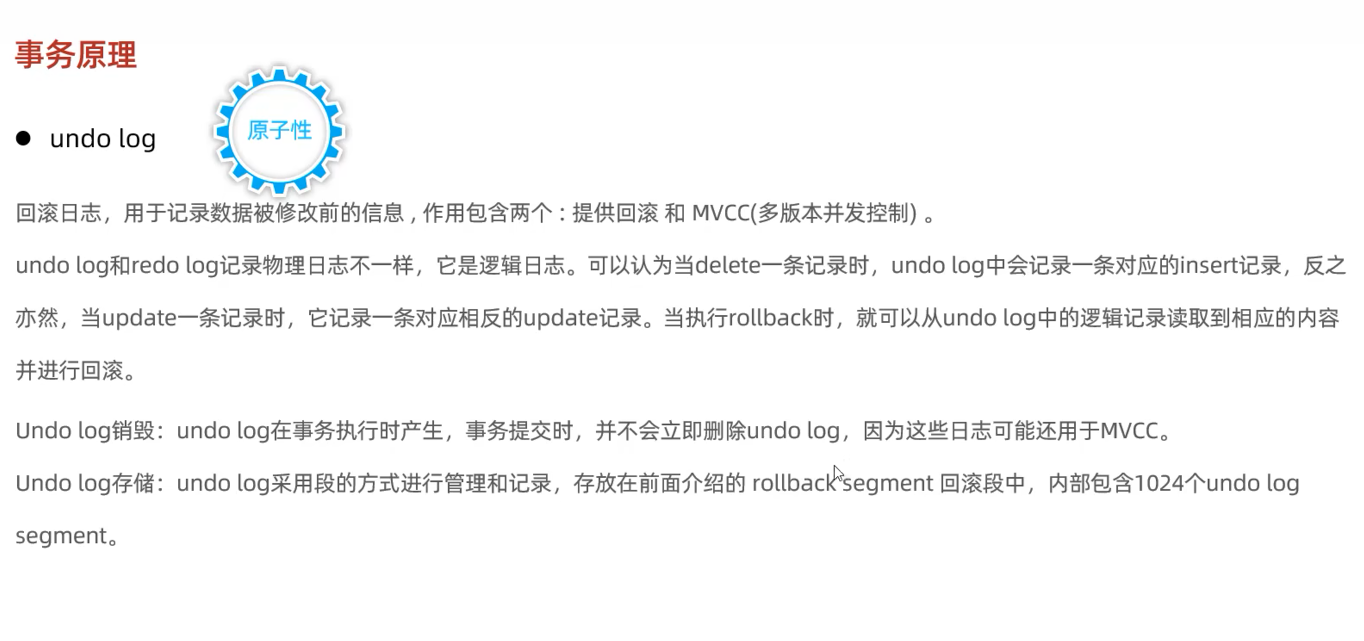 事务原理
原子性
● undo log
回滚日志，用于记录数据被修改前的信息 , 作用包含两个 : 提供回滚 和 MVCC(多版本并发控制) 。
undo log和redo log记录物理日志不一样，它是逻辑日志。可以认为当delete一条记录时，undo log中会记录一条对应的insert记录，反之
亦然，当update一条记录时，它记录一条对应相反的update记录。当执行rollback时，就可以从undo log中的逻辑记录读取到相应的内容
并进行回滚。
Undo log销毁：undo log在事务执行时产生，事务提交时，并不会立即删除undo log，因为这些日志可能还用于MVCC。
Undo log存储：undo log采用段的方式进行管理和记录，存放在前面介绍的 rollback segment 回滚段中，内部包含1024个undo log
segment。